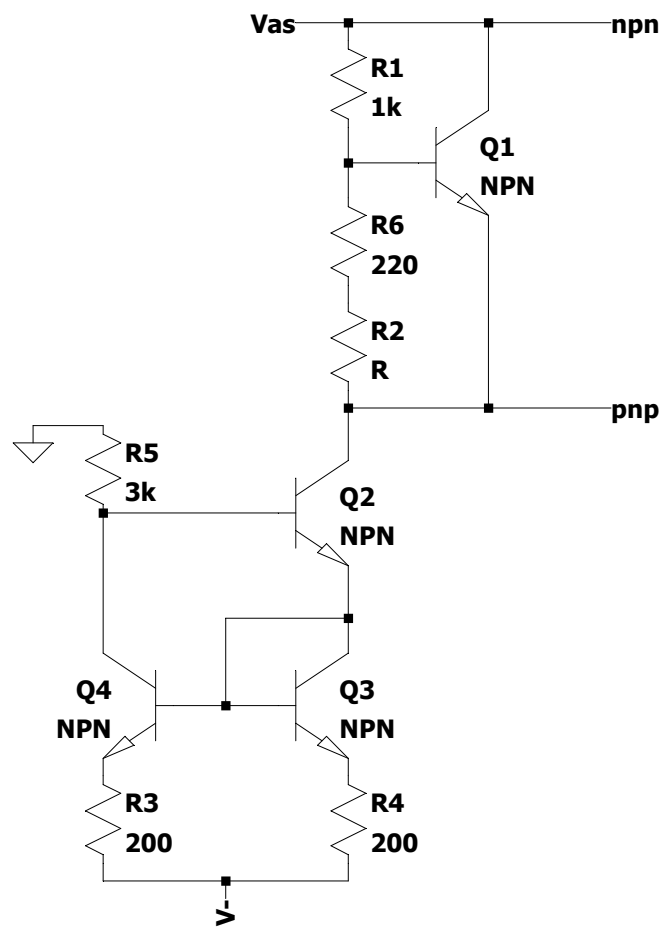 Vas
npn
R1
1k
Q1
NPN
R6
220
R2
R
pnp
R5
3k
Q2
NPN
Q4
NPN
Q3
NPN
R3
200
R4
200
V-